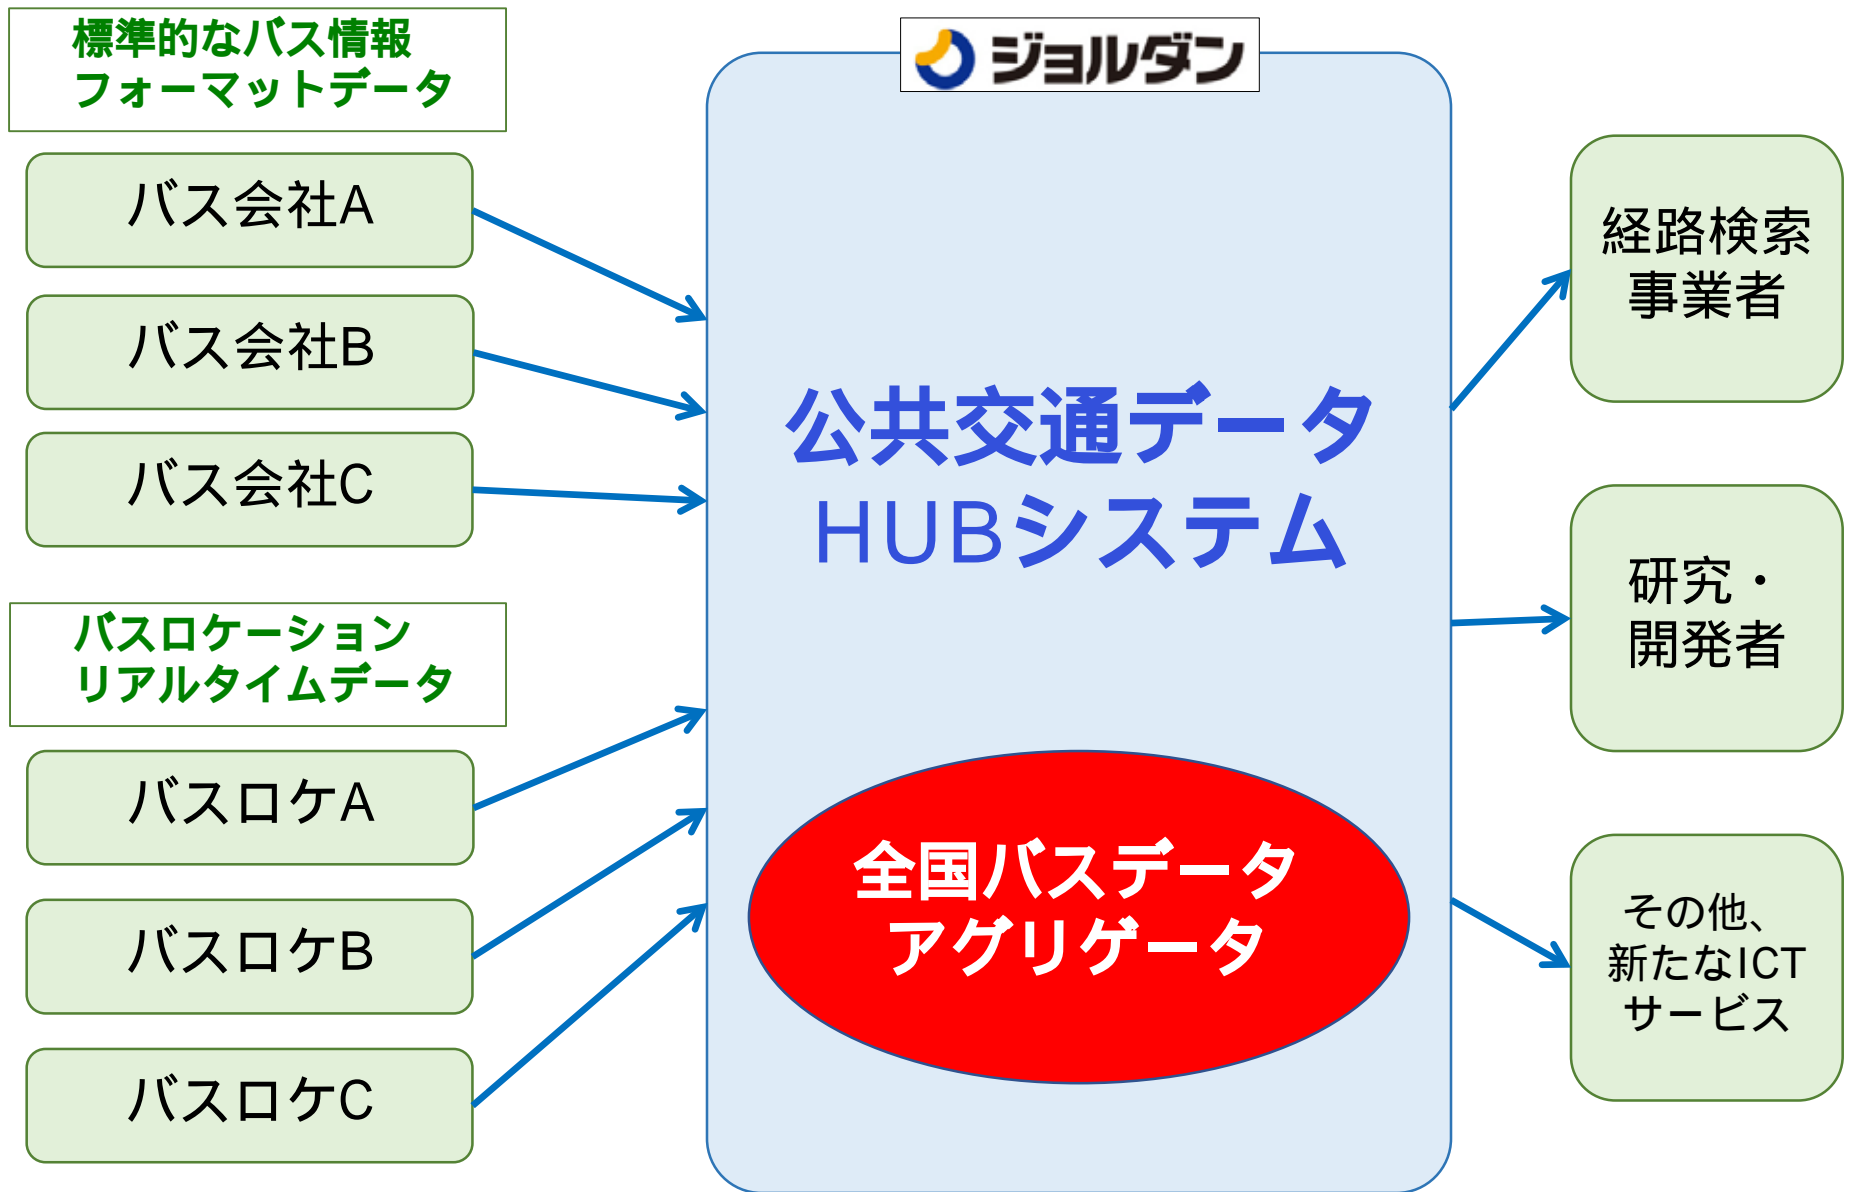 標準的なバス情報
フォーマットデータ
バス会社A
バス会社B
バス会社C
バスロケーション
リアルタイムデータ
バスロケA
バスロケB
バスロケC
ジョルダン
公共交通データ
HUBシステム
全国バスデータ
アグリゲータ
経路検索
事業者
研究・
開発者
その他、
新たなICT
サービス